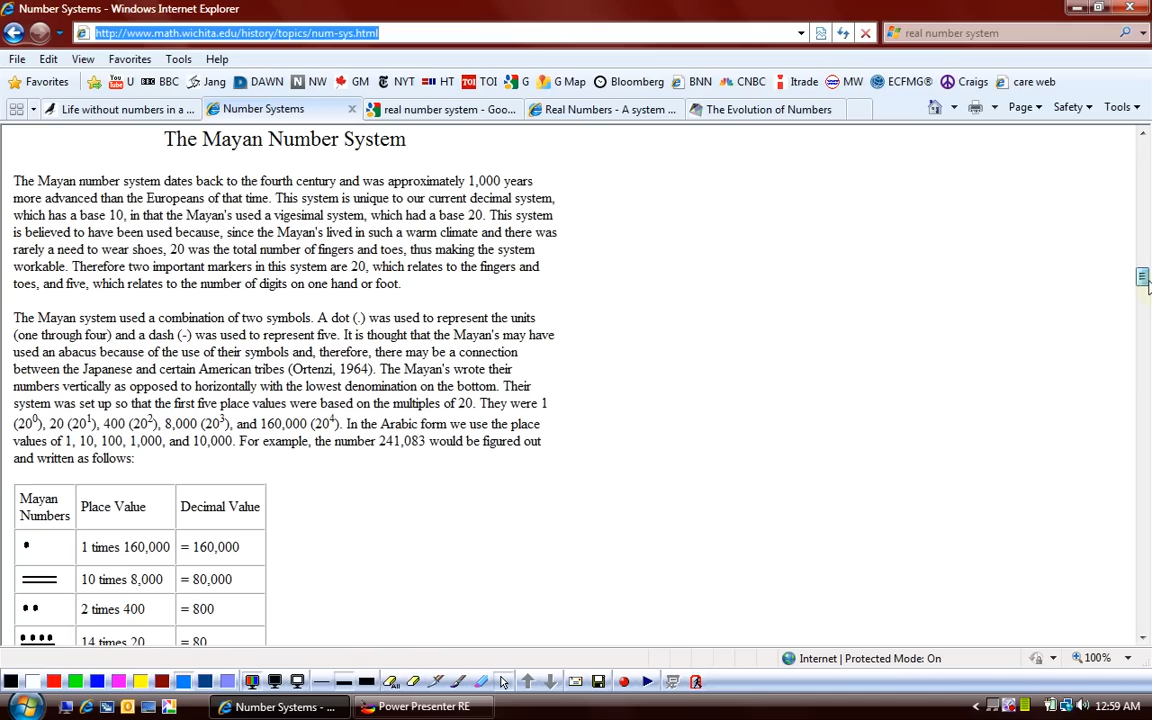 Number Systems - Windows Internet Explorer
http://www.math.wichita.edu/history/topics/num-sys.html
real number system
File Edit View Favorites Tools Help
Favorites You Tube U BBC Jang DAWN N NW GM NYT HT TOI TOI G G Map Bloomberg BNN CNBC Itrade MW ECFMG® Craigs care web
Life without numbers in a ... Number Systems real number system - Goo... Real Numbers - A system ... The Evolution of Numbers Page Safety Tools
The Mayan Number System
The Mayan number system dates back to the fourth century and was approximately 1,000 years
more advanced than the Europeans of that time. This system is unique to our current decimal system,
which has a base 10, in that the Mayan's used a vigesimal system, which had a base 20. This system
is believed to have been used because, since the Mayan's lived in such a warm climate and there was
rarely a need to wear shoes, 20 was the total number of fingers and toes, thus making the system
workable. Therefore two important markers in this system are 20, which relates to the fingers and
toes, and five, which relates to the number of digits on one hand or foot.
The Mayan system used a combination of two symbols. A dot (.) was used to represent the units
(one through four) and a dash (-) was used to represent five. It is thought that the Mayan's may have
used an abacus because of the use of their symbols and, therefore, there may be a connection
between the Japanese and certain American tribes (Ortenzi, 1964). The Mayan's wrote their
numbers vertically as opposed to horizontally with the lowest denomination on the bottom. Their
system was set up so that the first five place values were based on the multiples of 20. They were 1
(20⁰), 20 (20¹), 400 (20²), 8,000 (20³), and 160,000 (20⁴). In the Arabic form we use the place
values of 1, 10, 100, 1,000, and 10,000. For example, the number 241,083 would be figured out
and written as follows:
Mayan
Numbers Place Value Decimal Value
1 times 160,000 = 160,000
10 times 8,000 = 80,000
2 times 400 = 800
14 times 20 = 80
Internet | Protected Mode: On 100%
Number Systems - ... Power Presenter RE 12:59 AM